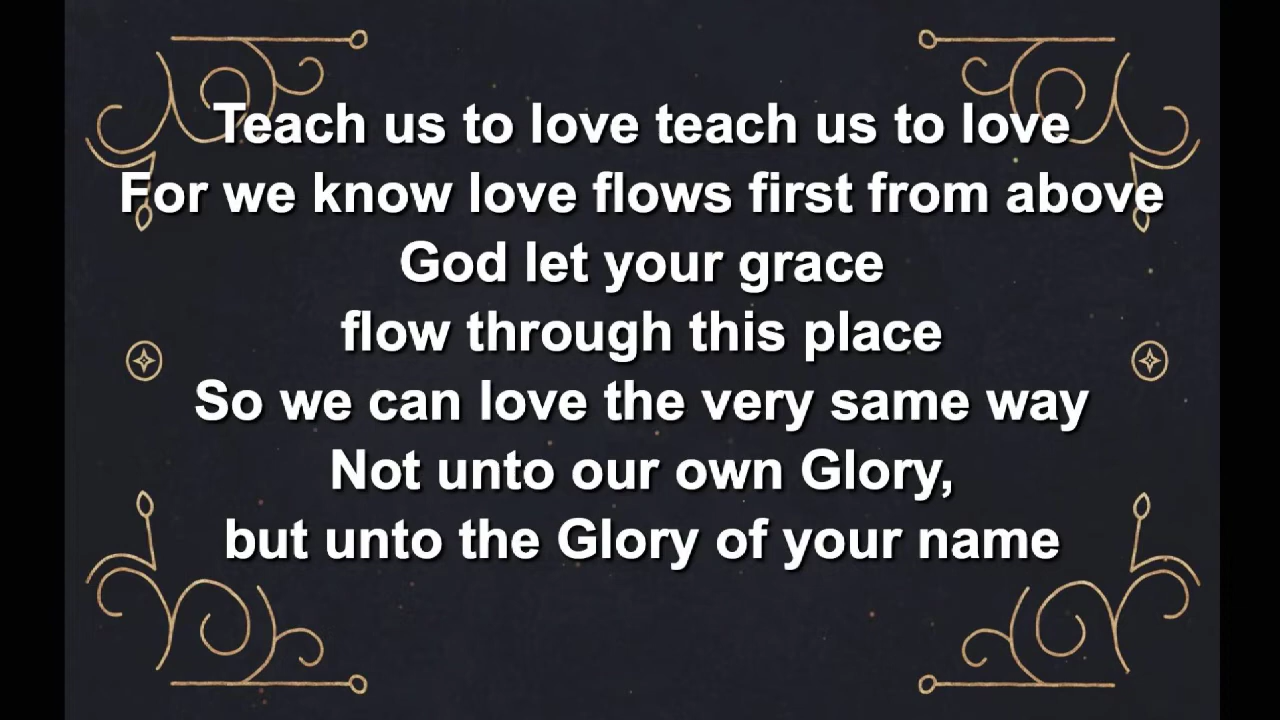 Teach us to love teach us to love
For we know love flows first from above
God let your grace
flow through this place
So we can love the very same way
Not unto our own Glory,
but unto the Glory of your name